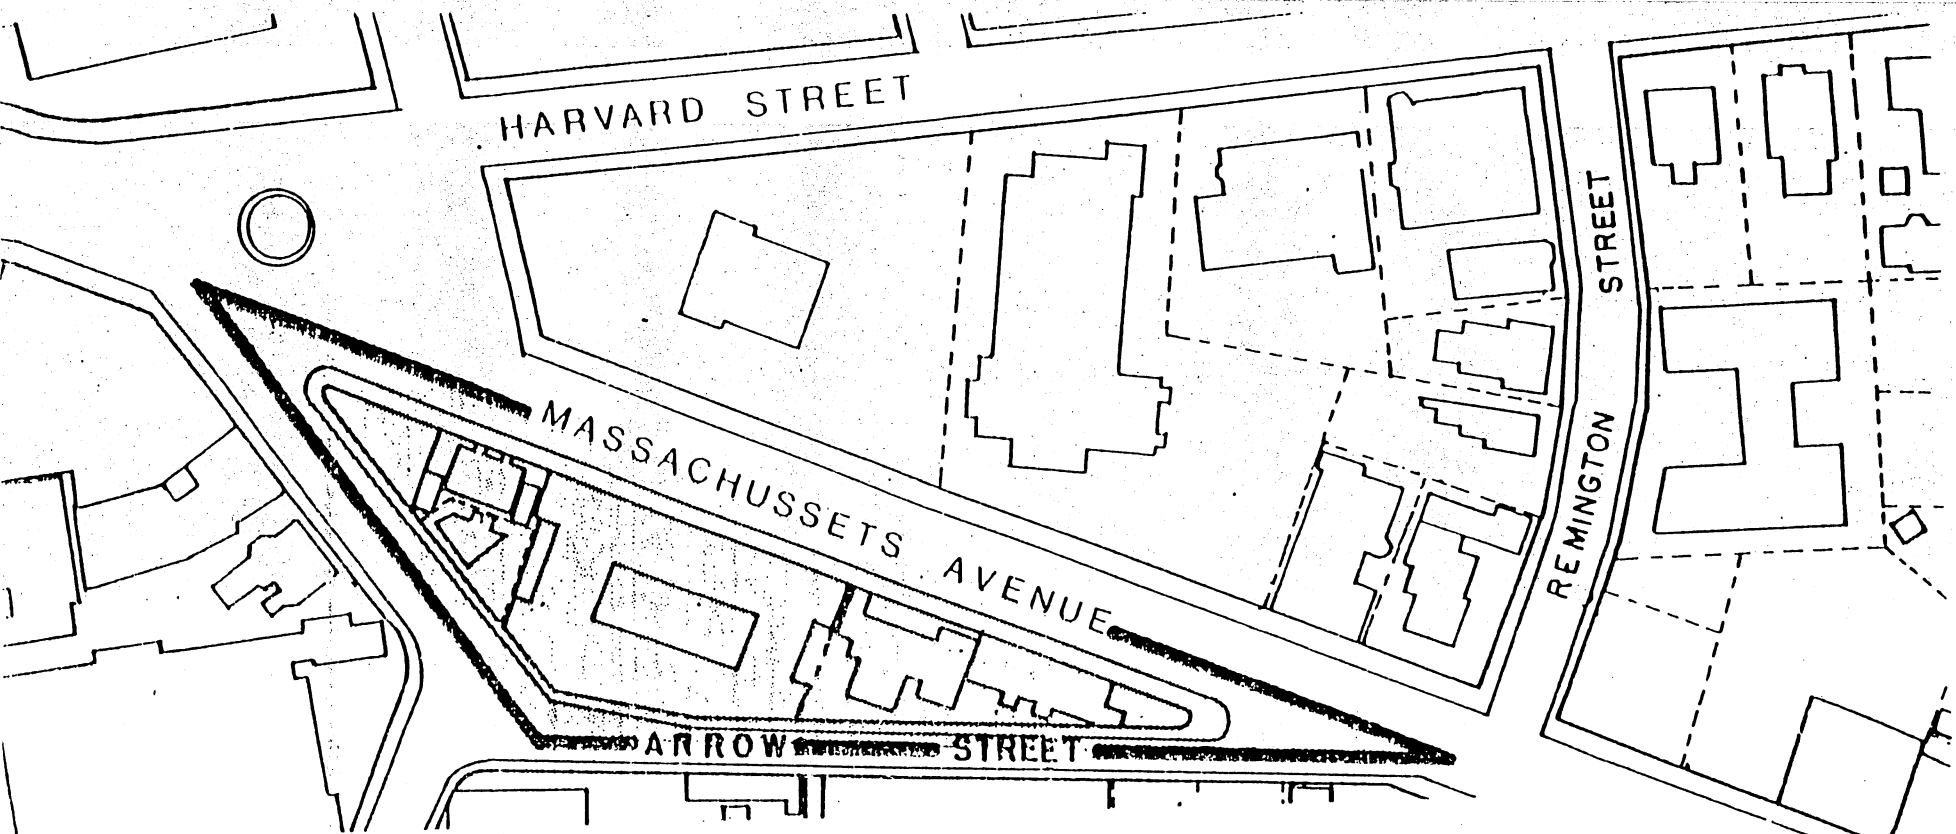 HARVARD STREET
MASSACHUSSETS AVENUE
REMINGTON STREET
ARROW STREET